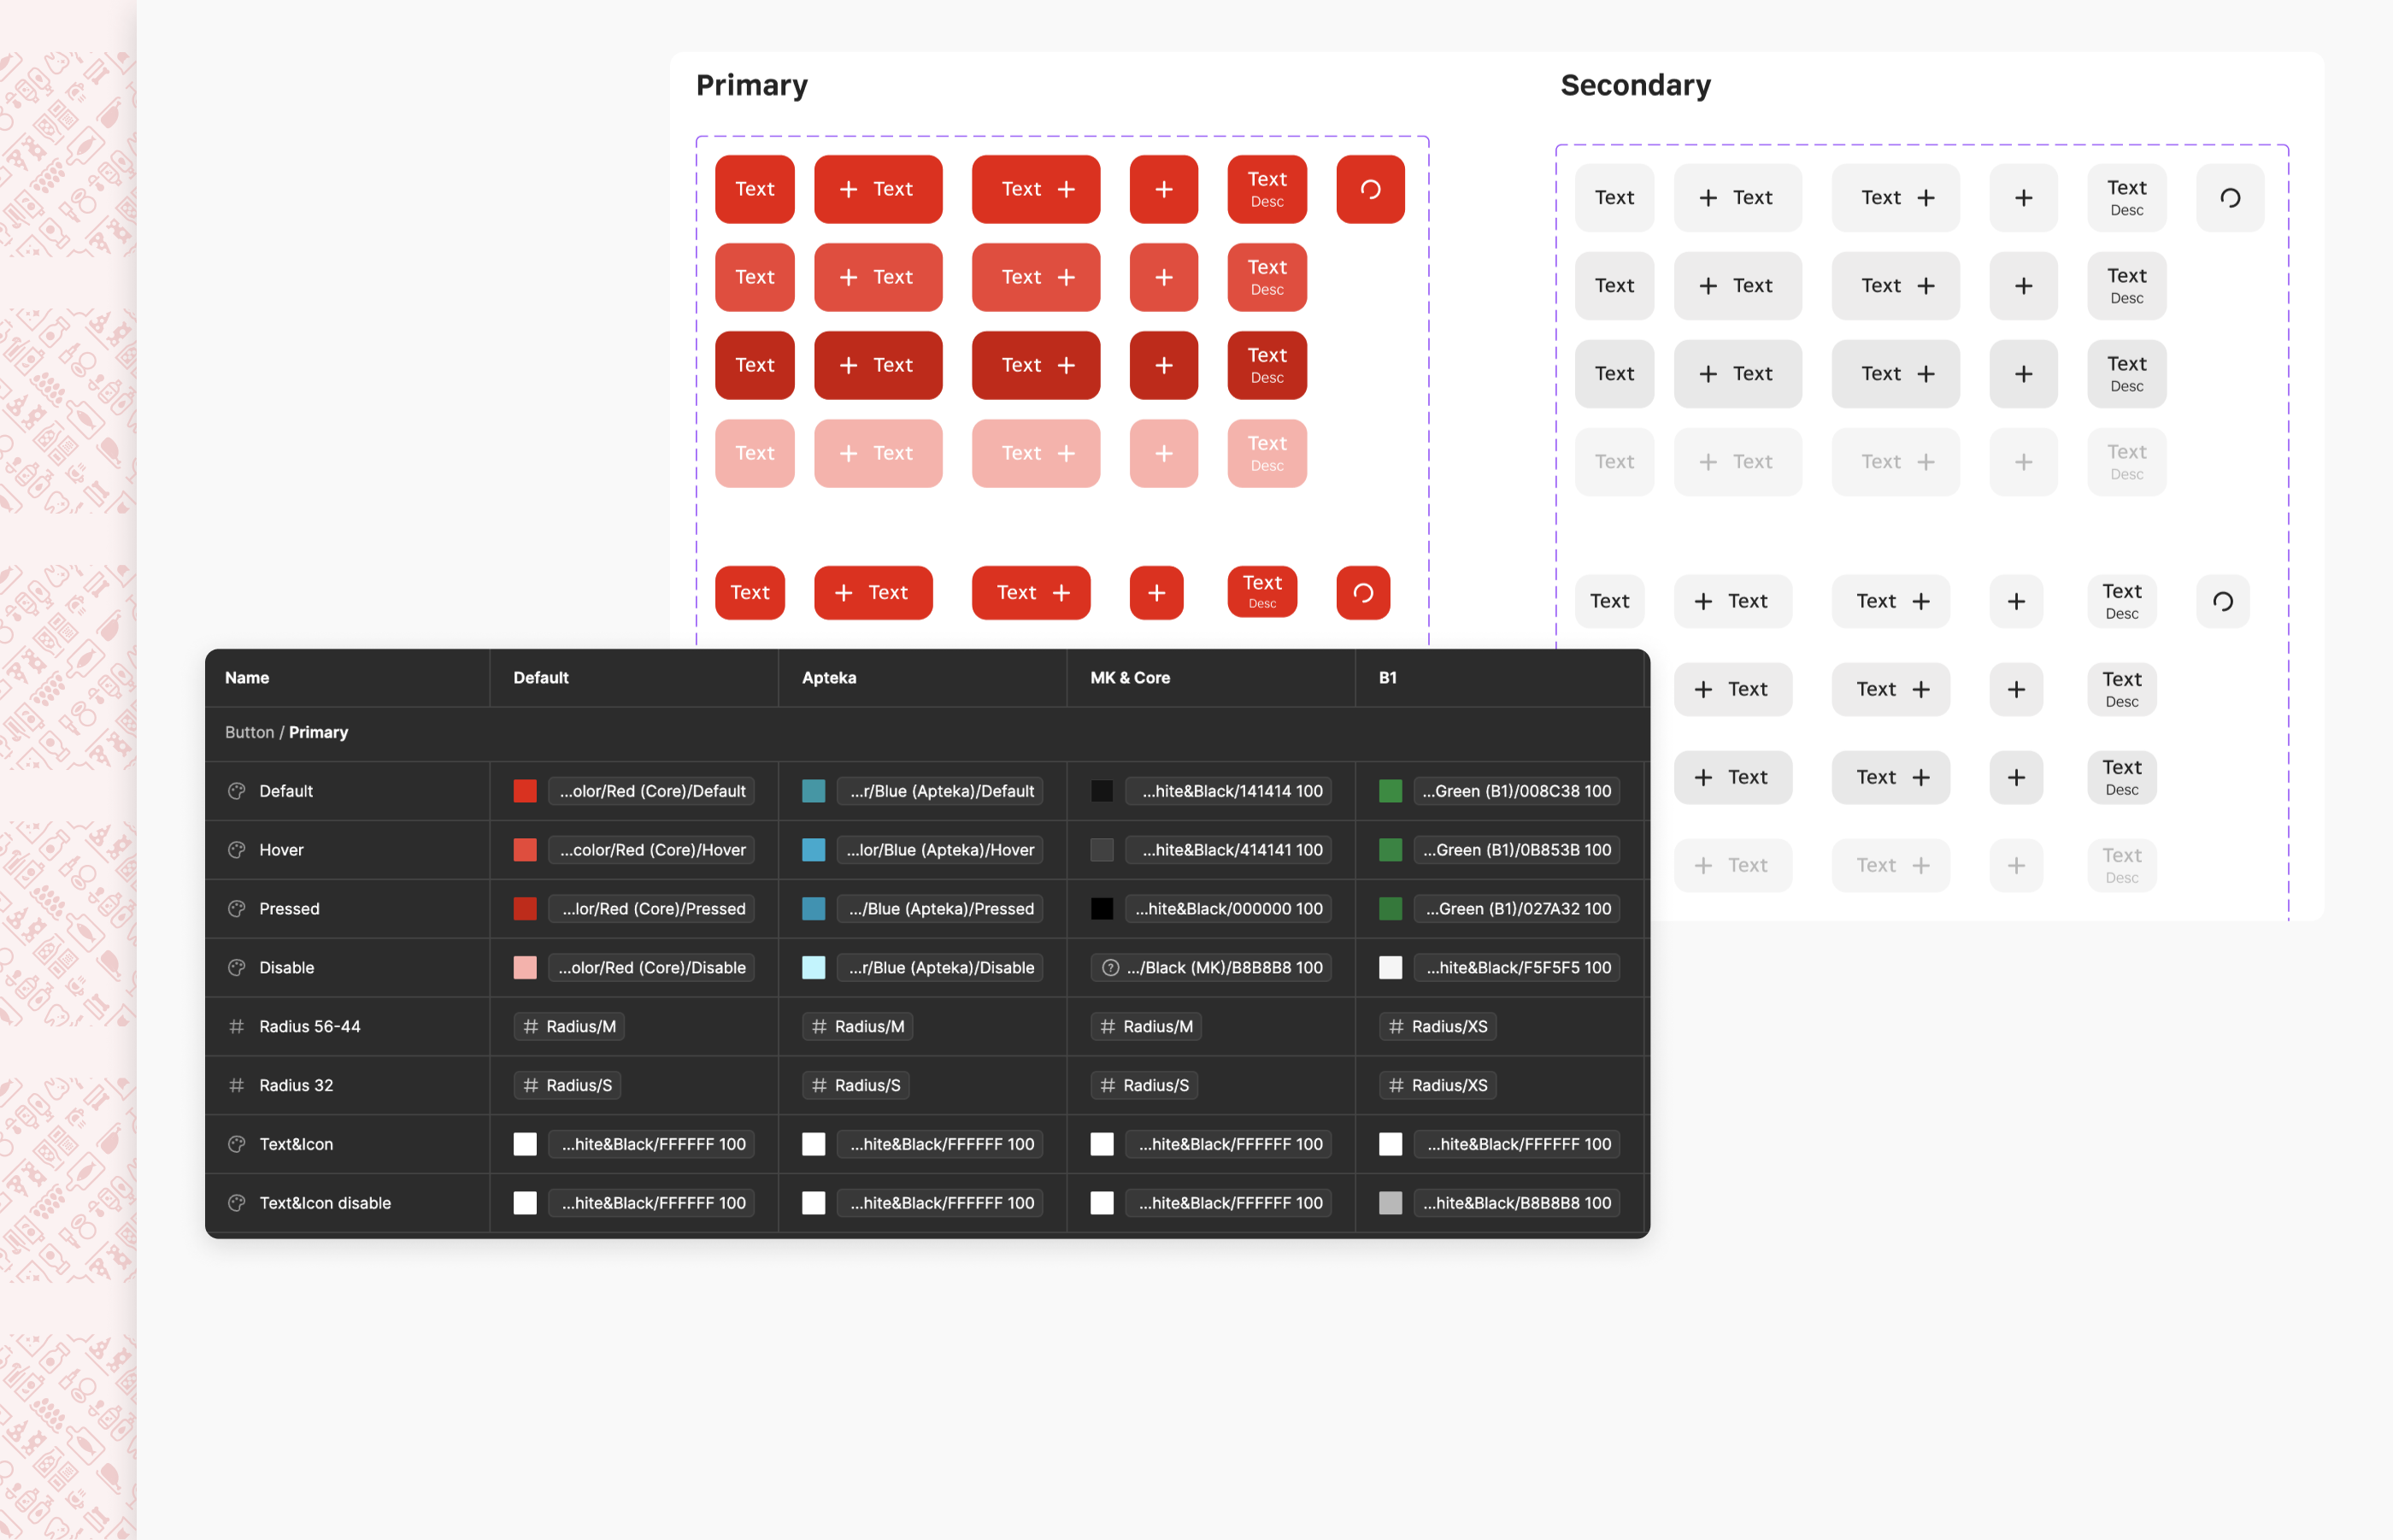 Primary
Secondary
Text + Text Text + + Text
Desc
Text + Text Text + + Text
Desc
Text + Text Text + + Text
Desc
Text + Text Text + + Text
Desc
Text + Text Text + + Text
Desc
Text + Text Text + + Text
Desc
Text + Text Text + + Text
Desc
Text + Text Text + + Text
Desc
Text + Text Text + + Text
Desc
Text + Text Text + + Text
Desc
+ Text Text + + Text
Desc
+ Text Text + + Text
Desc
+ Text Text + + Text
Desc
Name Default Apteka MK & Core B1
Button / Primary
Default ...olor/Red (Core)/Default ...r/Blue (Apteka)/Default ...hite&Black/141414 100 ...Green (B1)/008C38 100
Hover ...color/Red (Core)/Hover ...lor/Blue (Apteka)/Hover ...hite&Black/414141 100 ...Green (B1)/0B853B 100
Pressed ...lor/Red (Core)/Pressed .../Blue (Apteka)/Pressed ...hite&Black/000000 100 ...Green (B1)/027A32 100
Disable ...olor/Red (Core)/Disable ...r/Blue (Apteka)/Disable .../Black (MK)/B8B8B8 100 ...hite&Black/F5F5F5 100
# Radius 56-44 # Radius/M # Radius/M # Radius/M # Radius/XS
# Radius 32 # Radius/S # Radius/S # Radius/S # Radius/XS
Text&Icon ...hite&Black/FFFFFF 100 ...hite&Black/FFFFFF 100 ...hite&Black/FFFFFF 100 ...hite&Black/FFFFFF 100
Text&Icon disable ...hite&Black/FFFFFF 100 ...hite&Black/FFFFFF 100 ...hite&Black/FFFFFF 100 ...hite&Black/B8B8B8 100